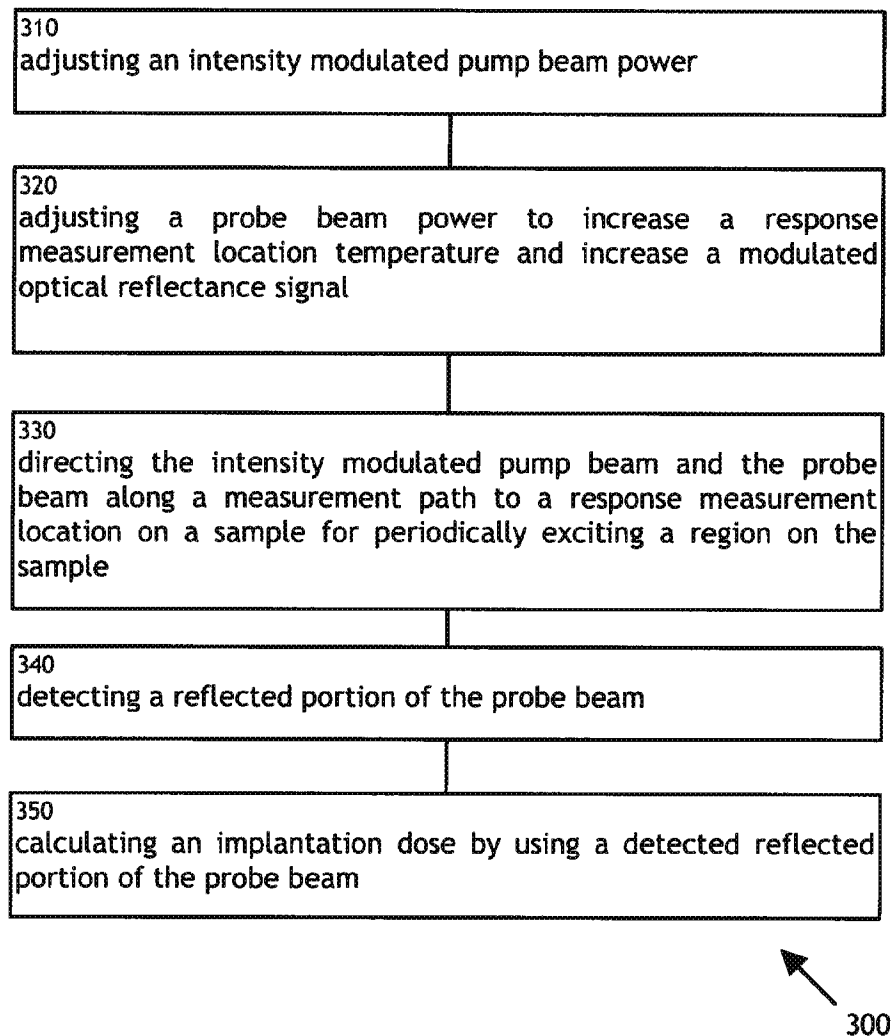 310
adjusting an intensity modulated pump beam power
320
adjusting a probe beam power to increase a response
measurement location temperature and increase a modulated
optical reflectance signal
330
directing the intensity modulated pump beam and the probe
beam along a measurement path to a response measurement
location on a sample for periodically exciting a region on the
sample
340
detecting a reflected portion of the probe beam
350
calculating an implantation dose by using a detected reflected
portion of the probe beam
300